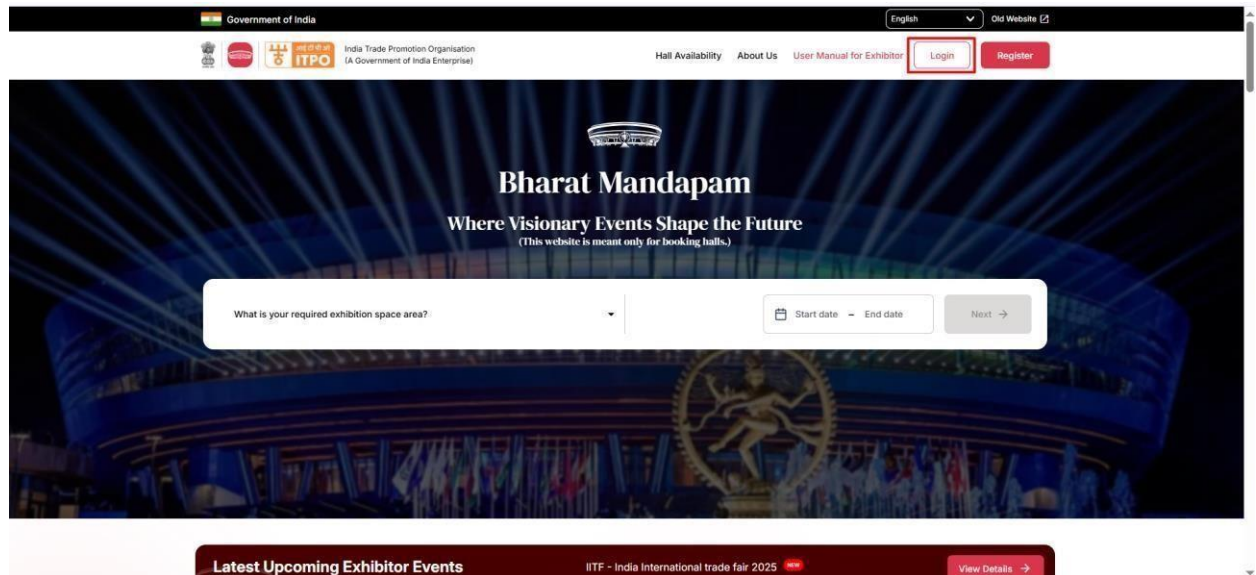 Government of India
English
Old Website
आई टी पी ओ
ITPO
India Trade Promotion Organisation
(A Government of India Enterprise)
Hall Availability
About Us
User Manual for Exhibitor
Login
Register
Bharat Mandapam
Where Visionary Events Shape the Future
(This website is meant only for booking halls.)
What is your required exhibition space area?
Start date – End date
Next →
Latest Upcoming Exhibitor Events
IITF - India International trade fair 2025
NEW
View Details →